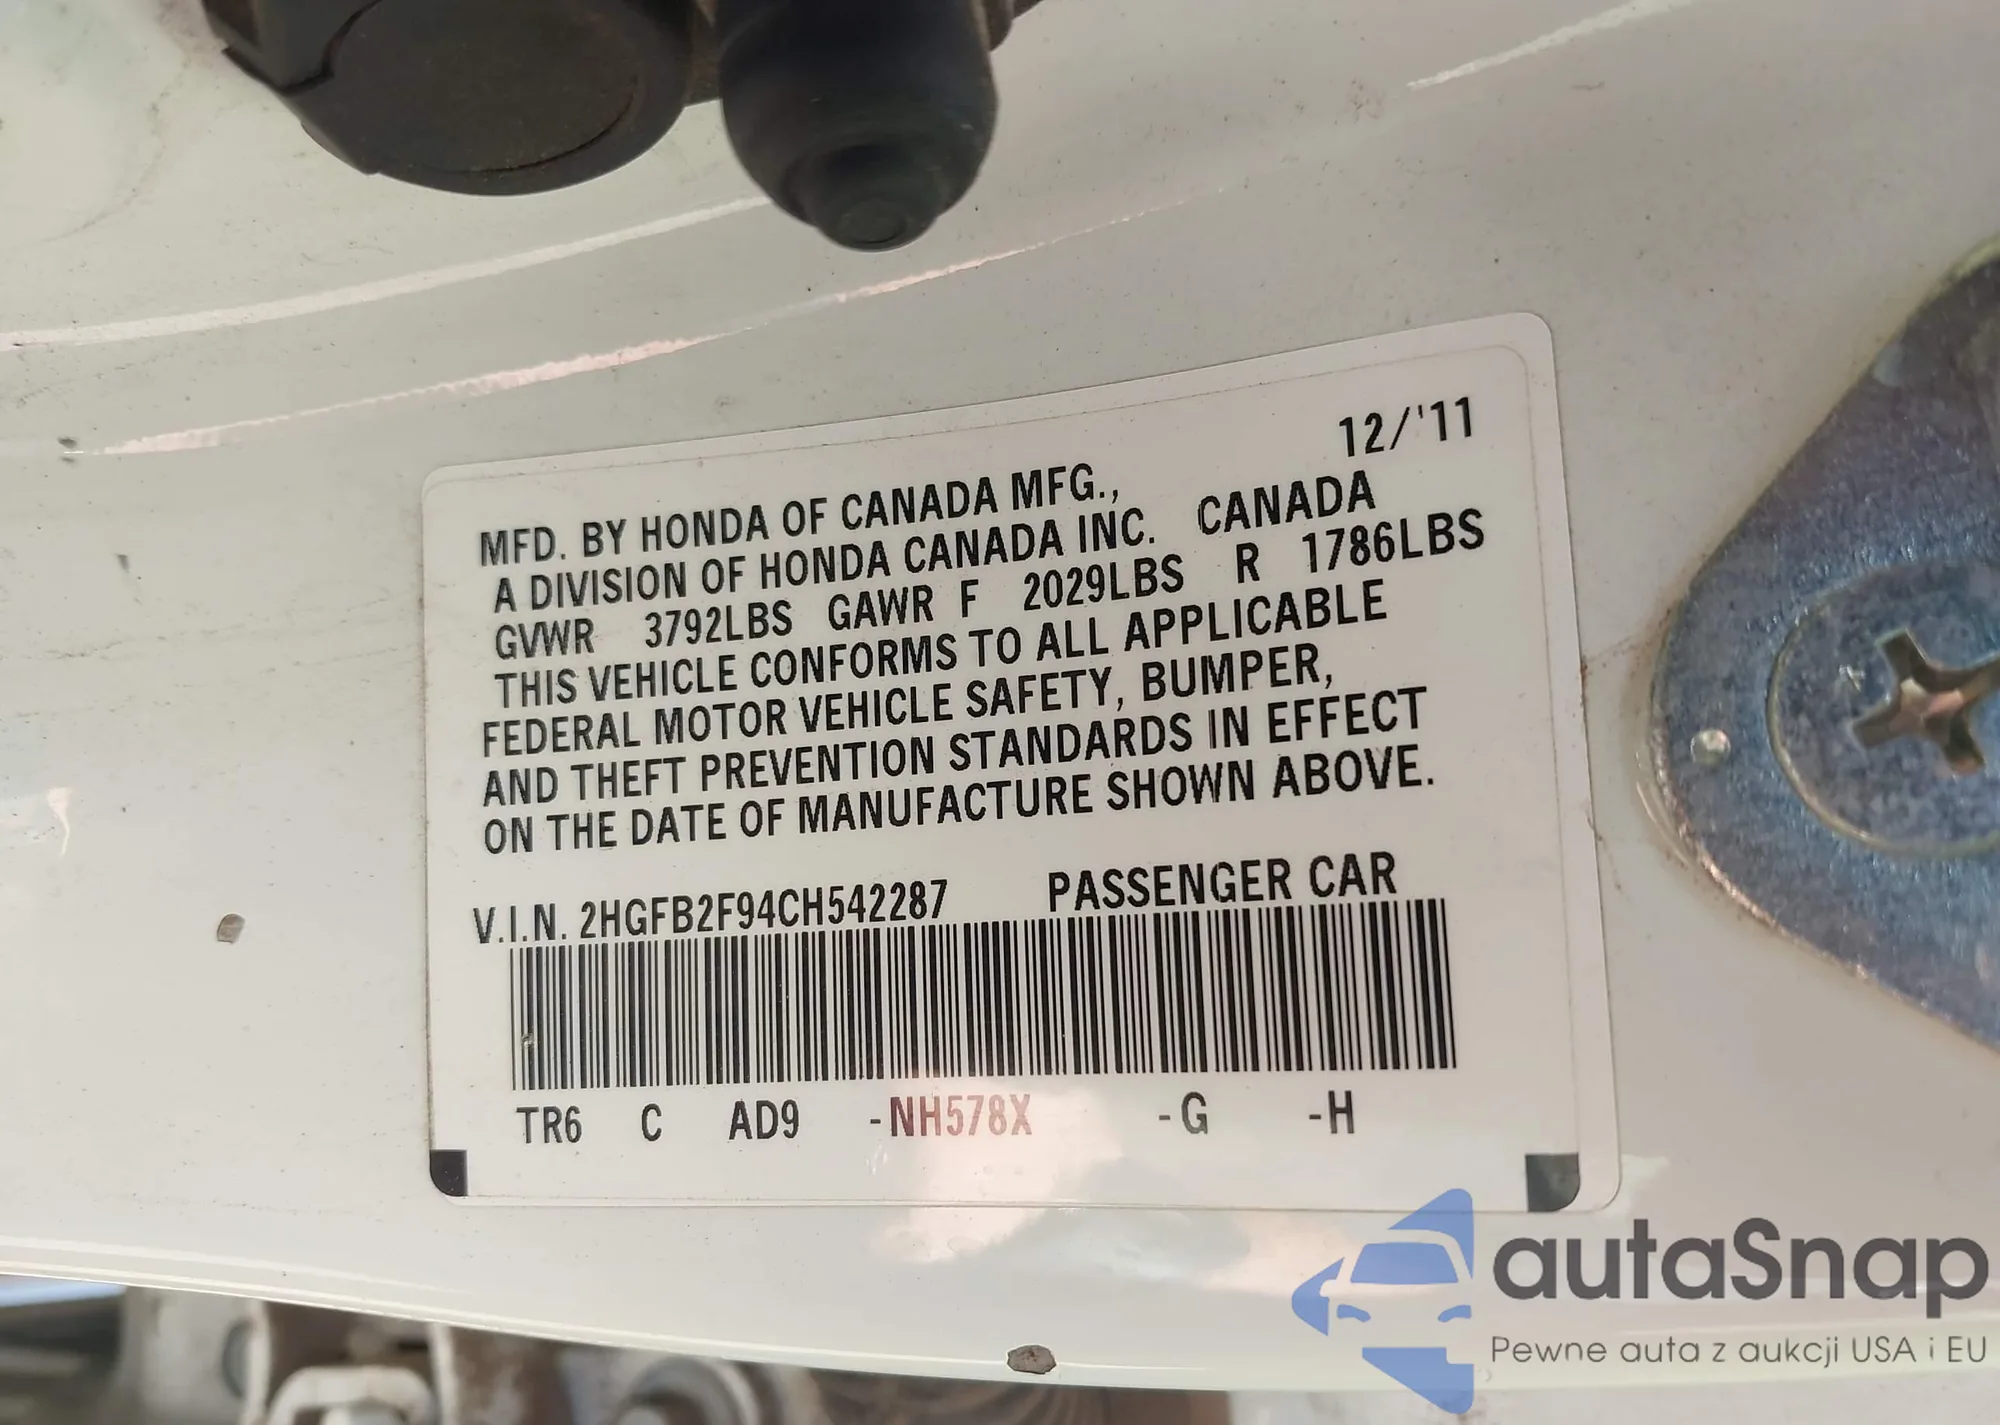 12/'11
MFD. BY HONDA OF CANADA MFG.,
A DIVISION OF HONDA CANADA INC. CANADA
GVWR 3792LBS GAWR F 2029LBS R 1786LBS
THIS VEHICLE CONFORMS TO ALL APPLICABLE
FEDERAL MOTOR VEHICLE SAFETY, BUMPER,
AND THEFT PREVENTION STANDARDS IN EFFECT
ON THE DATE OF MANUFACTURE SHOWN ABOVE.
V.I.N. 2HGFB2F94CH542287 PASSENGER CAR
TR6 C AD9 -NH578X -G -H
autaSnap
Pewne auta z aukcji USA i EU